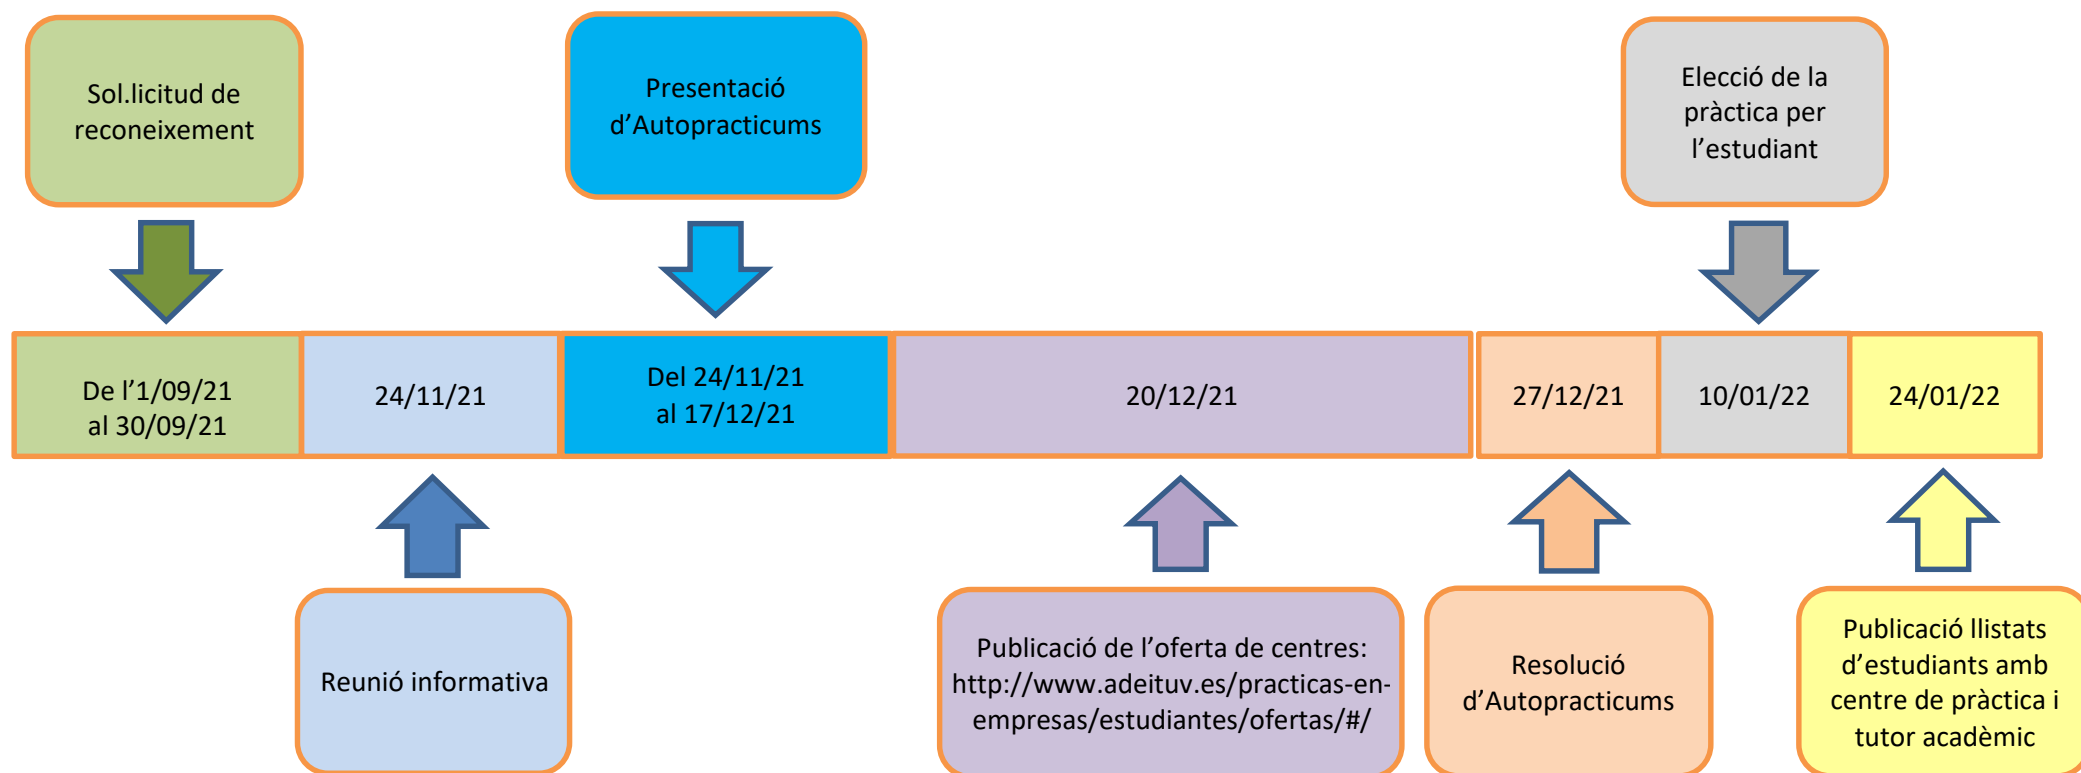 Sol.licitud de
reconeixement
Presentació
d’Autopracticums
Elecció de la
pràctica per
l’estudiant
De l’1/09/21
al 30/09/21
24/11/21
Del 24/11/21
al 17/12/21
20/12/21
27/12/21
10/01/22
24/01/22
Reunió informativa
Publicació de l’oferta de centres:
http://www.adeituv.es/practicas-en-
empresas/estudiantes/ofertas/#/
Resolució
d’Autopracticums
Publicació llistats
d’estudiants amb
centre de pràctica i
tutor acadèmic